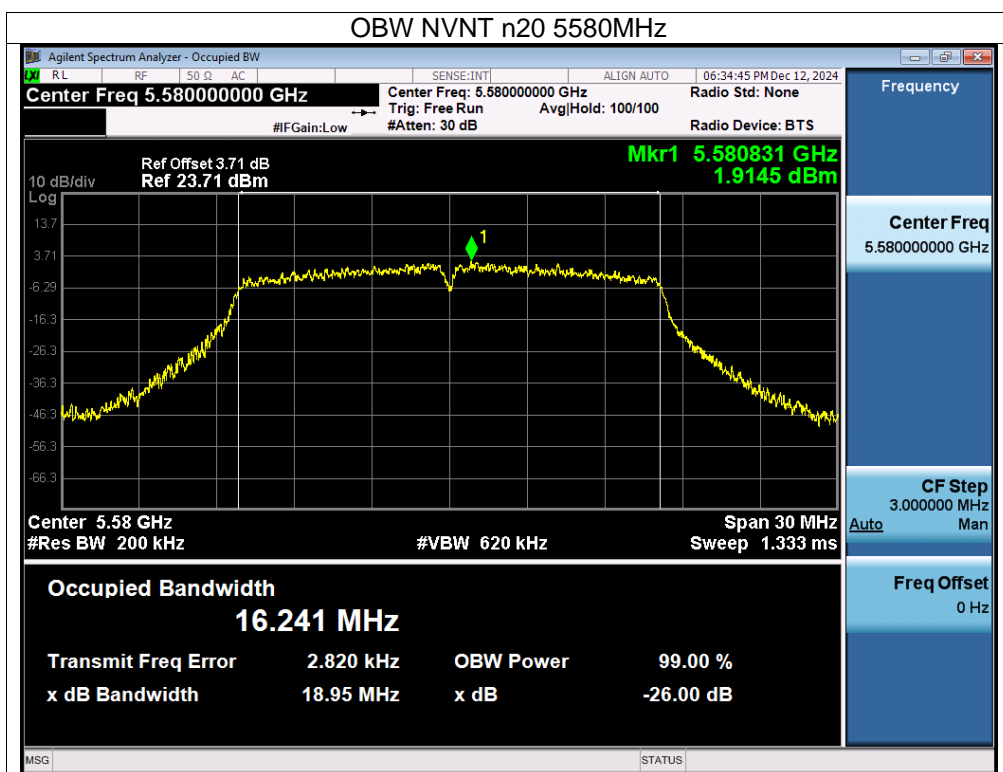 OBW NVNT n20 5580MHz
Agilent Spectrum Analyzer - Occupied BW
LXI RL RF 50 Ω AC SENSE:INT ALIGN AUTO 06:34:45 PM Dec 12, 2024
Center Freq 5.580000000 GHz
Center Freq: 5.580000000 GHz Radio Std: None
Trig: Free Run Avg|Hold: 100/100
#IFGain:Low #Atten: 30 dB Radio Device: BTS
Frequency
Mkr1 5.580831 GHz
1.9145 dBm
Ref Offset 3.71 dB
10 dB/div Ref 23.71 dBm
Log
13.7
3.71
-6.29
-16.3
-26.3
-36.3
-46.3
-56.3
-66.3
1
Center 5.58 GHz Span 30 MHz
#Res BW 200 kHz #VBW 620 kHz Sweep 1.333 ms
Center Freq
5.580000000 GHz
CF Step
3.000000 MHz
Auto Man
Freq Offset
0 Hz
Occupied Bandwidth
16.241 MHz
Transmit Freq Error 2.820 kHz OBW Power 99.00 %
x dB Bandwidth 18.95 MHz x dB -26.00 dB
MSG STATUS